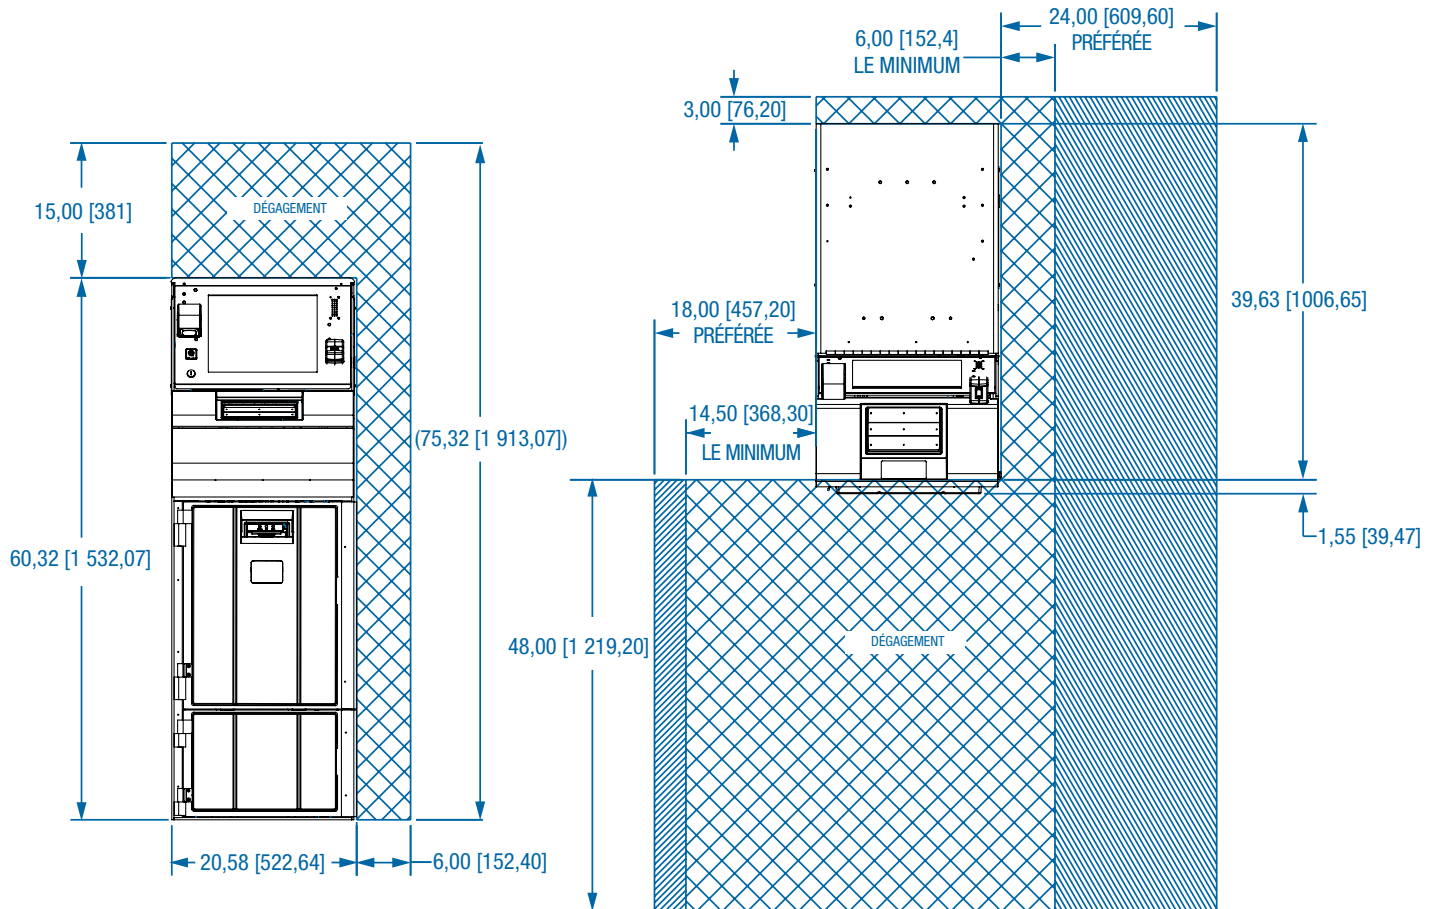 24,00 [609,60]
PRÉFÉRÉE
6,00 [152,4]
LE MINIMUM
3,00 [76,20]
15,00 [381]
DÉGAGEMENT
39,63 [1006,65]
18,00 [457,20]
PRÉFÉRÉE
14,50 [368,30]
LE MINIMUM
(75,32 [1 913,07])
1,55 [39,47]
60,32 [1 532,07]
48,00 [1 219,20]
DÉGAGEMENT
20,58 [522,64]
6,00 [152,40]